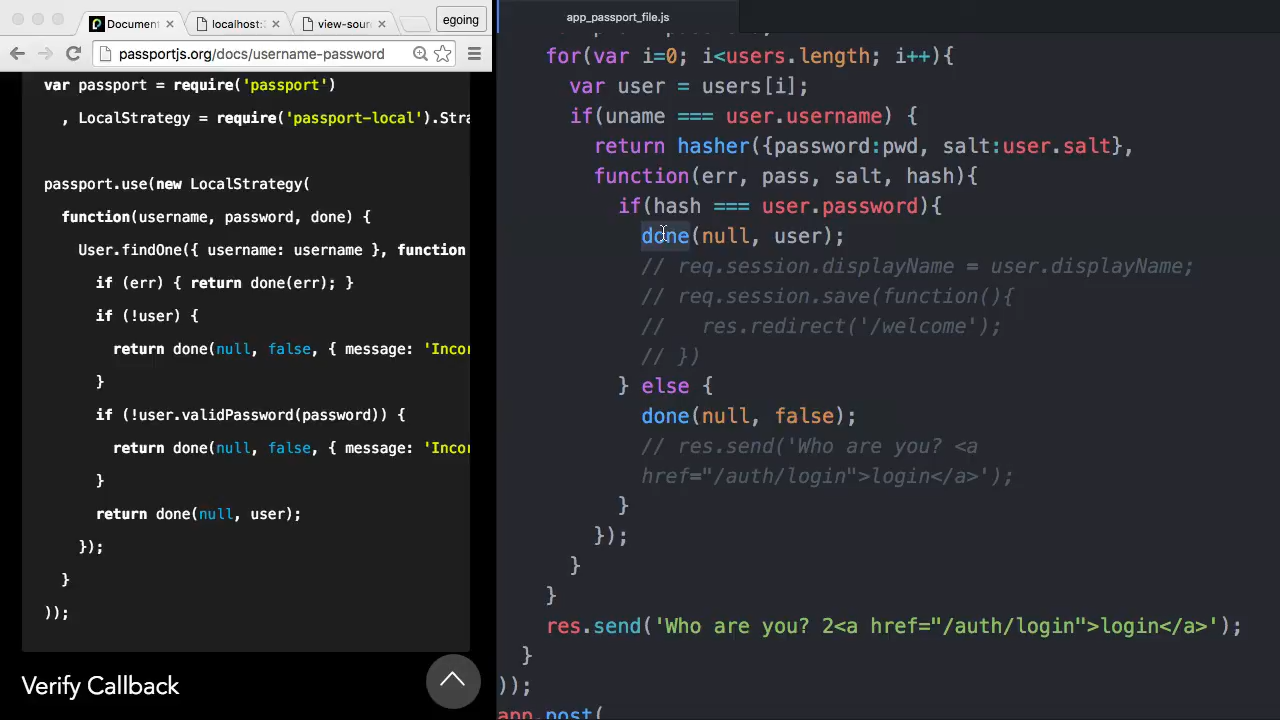 Document
localhost:
view-sour
egoing
passportjs.org/docs/username-password
var passport = require('passport')
, LocalStrategy = require('passport-local').Stra
passport.use(new LocalStrategy(
function(username, password, done) {
User.findOne({ username: username }, function
if (err) { return done(err); }
if (!user) {
return done(null, false, { message: 'Incor
}
if (!user.validPassword(password)) {
return done(null, false, { message: 'Incor
}
return done(null, user);
});
}
));
Verify Callback
app_passport_file.js
for(var i=0; i<users.length; i++){
var user = users[i];
if(uname === user.username) {
return hasher({password:pwd, salt:user.salt},
function(err, pass, salt, hash){
if(hash === user.password){
done(null, user);
// req.session.displayName = user.displayName;
// req.session.save(function(){
//   res.redirect('/welcome');
// })
} else {
done(null, false);
// res.send('Who are you? <a
href="/auth/login">login</a>');
}
});
}
}
res.send('Who are you? 2<a href="/auth/login">login</a>');
}
));
app.post(